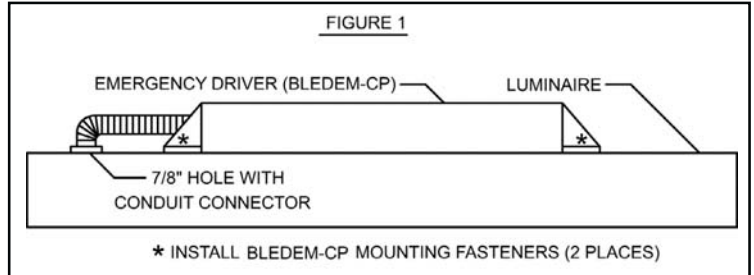 FIGURE 1
EMERGENCY DRIVER (BLEDEM-CP)
LUMINAIRE
*
*
7/8" HOLE WITH
CONDUIT CONNECTOR
* INSTALL BLEDEM-CP MOUNTING FASTENERS (2 PLACES)